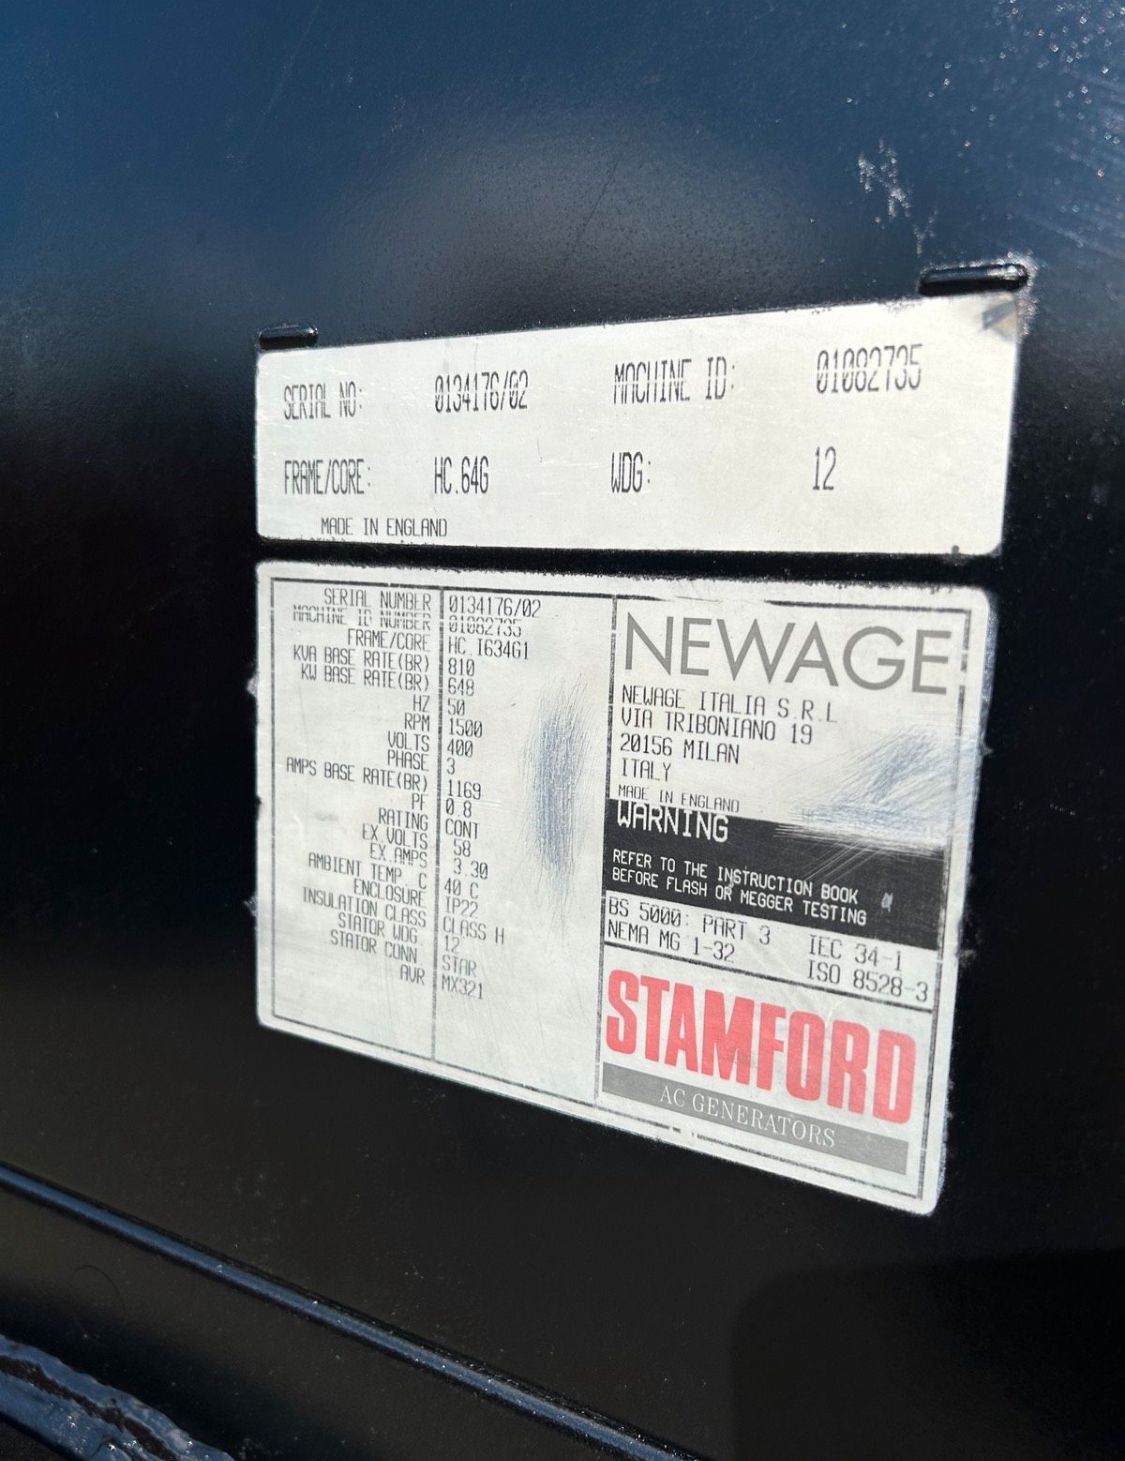 SERIAL NO: 0134176/02 MACHINE ID: 01082735
FRAME/CORE: HC.64G WDG: 12
MADE IN ENGLAND
SERIAL NUMBER 0134176/02
MACHINE ID NUMBER 01082735
FRAME/CORE HC.I634G1
KVA BASE RATE(BR) 810
KW BASE RATE(BR) 648
HZ 50
RPM 1500
VOLTS 400
PHASE 3
AMPS BASE RATE(BR) 1169
PF 0.8
RATING CONT
EX.VOLTS 58
EX.AMPS 3.30
AMBIENT TEMP. C 40 C
ENCLOSURE IP22
INSULATION CLASS CLASS H
STATOR WDG. 12
STATOR CONN. STAR
AVR MX321
NEWAGE
NEWAGE ITALIA S.R.L
VIA TRIBONIANO 19
20156 MILAN
ITALY
MADE IN ENGLAND
WARNING
REFER TO THE INSTRUCTION BOOK
BEFORE FLASH OR MEGGER TESTING
BS 5000: PART 3 IEC 34-1
NEMA MG 1-32 ISO 8528-3
STAMFORD
AC GENERATORS